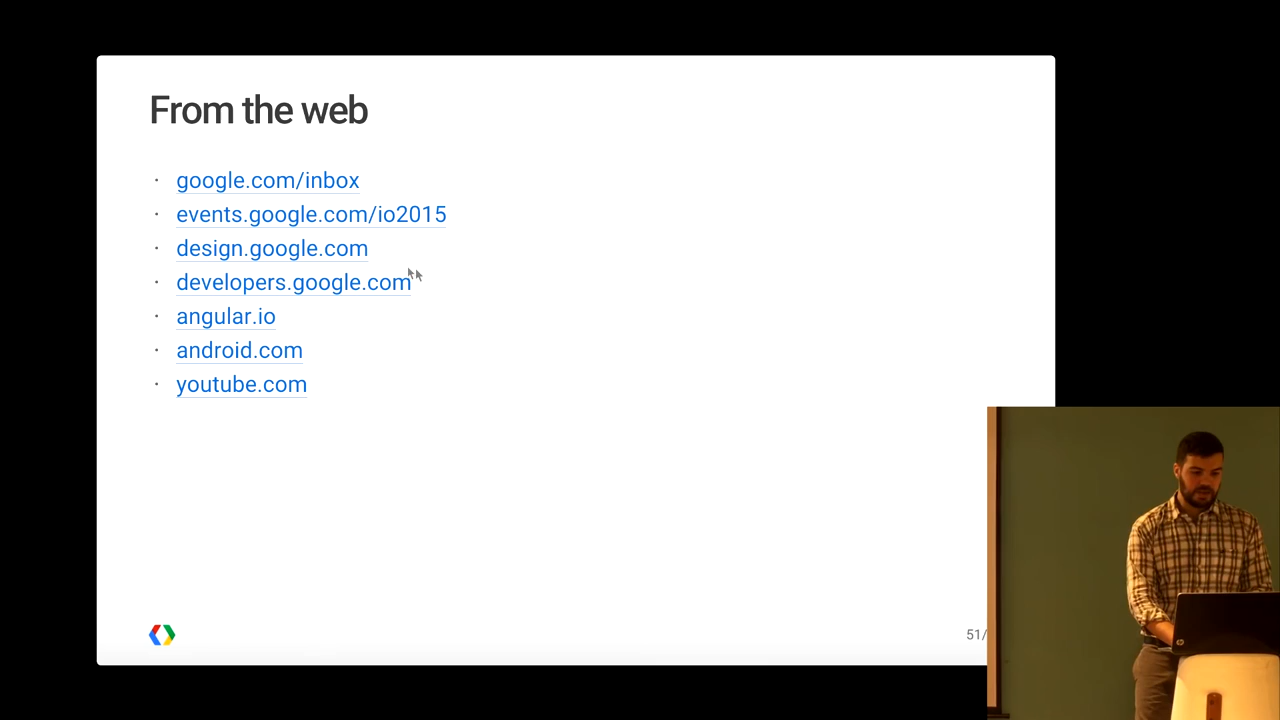 From the web
· google.com/inbox
· events.google.com/io2015
· design.google.com
· developers.google.com
· angular.io
· android.com
· youtube.com
51/